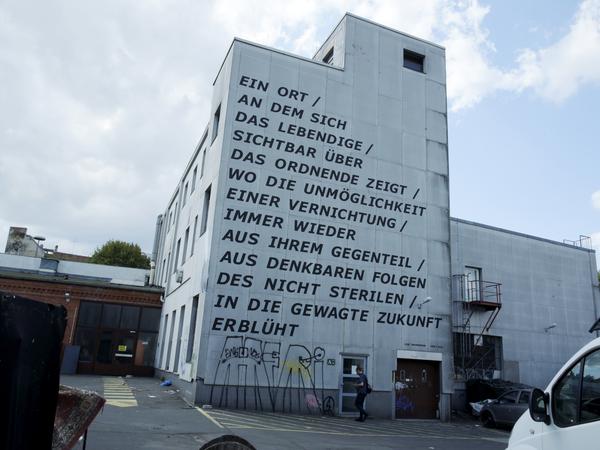 EIN ORT /
AN DEM SICH
DAS LEBENDIGE /
SICHTBAR ÜBER
DAS ORDNENDE ZEIGT /
WO DIE UNMÖGLICHKEIT
EINER VERNICHTUNG /
IMMER WIEDER
AUS IHREM GEGENTEIL /
AUS DENKBAREN FOLGEN
DES NICHT STERILEN /
IN DIE GEWAGTE ZUKUNFT
ERBLÜHT